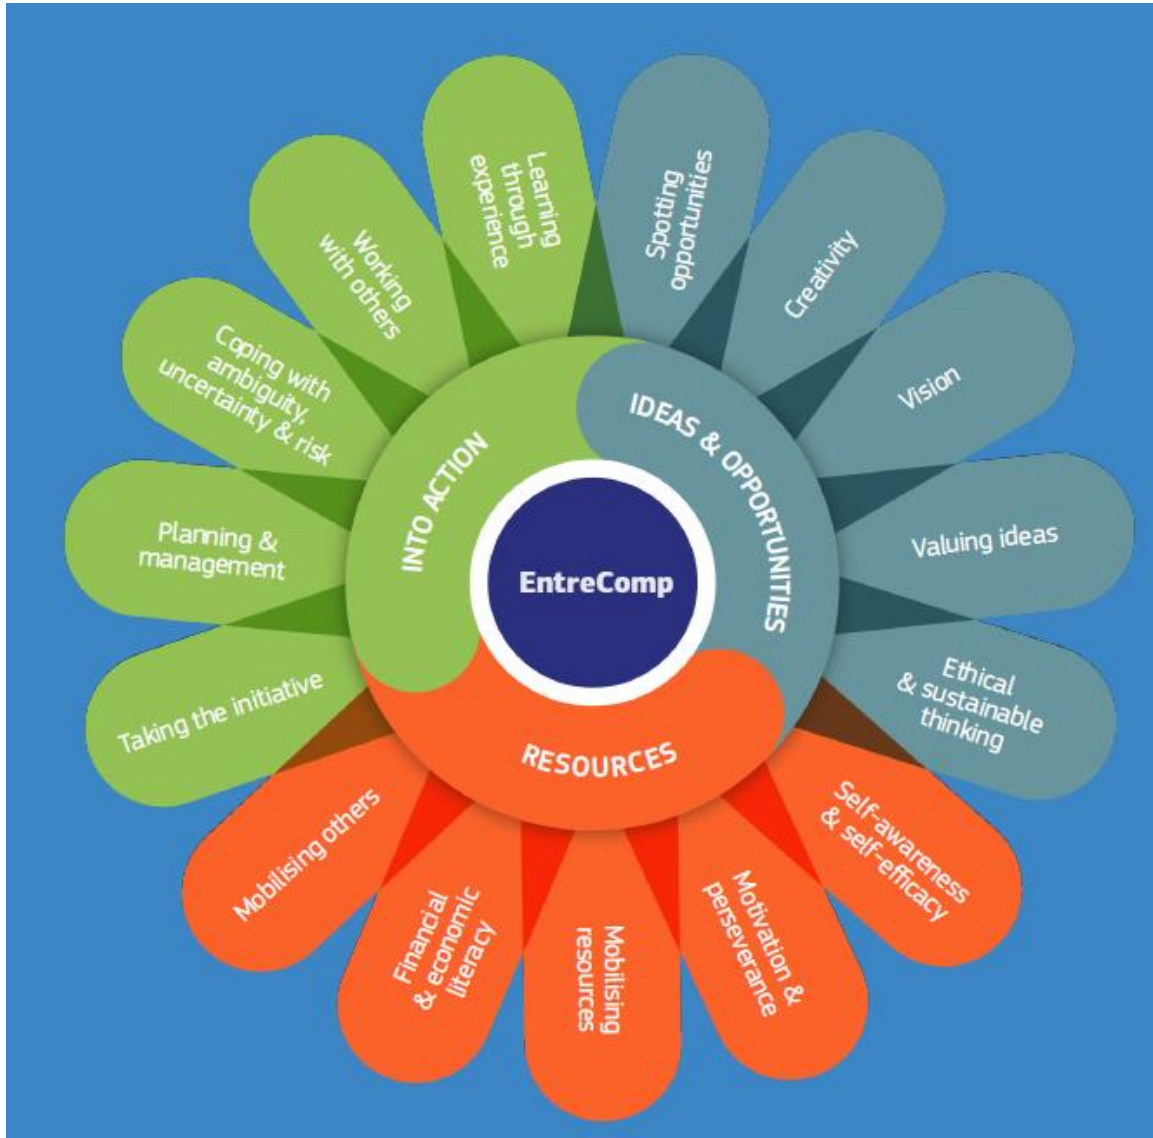 EntreComp
IDEAS & OPPORTUNITIES
Spotting
opportunities
Creativity
Vision
Valuing ideas
Ethical
& sustainable
thinking
RESOURCES
Self-awareness
& self-efficacy
Motivation &
perseverance
Mobilising
resources
Financial
& economic
literacy
Mobilising others
INTO ACTION
Taking the initiative
Planning &
management
Coping with
ambiguity,
uncertainty & risk
Working
with others
Learning
through
experience